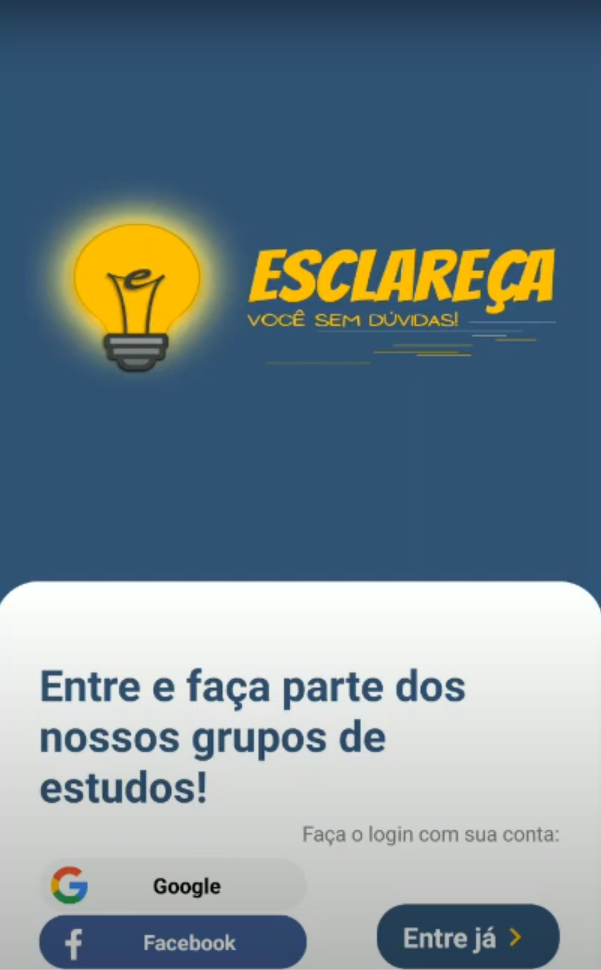 e
ESCLAREÇA
VOCÊ SEM DÚVIDAS!
Entre e faça parte dos
nossos grupos de
estudos!
Faça o login com sua conta:
Google
Facebook
Entre já